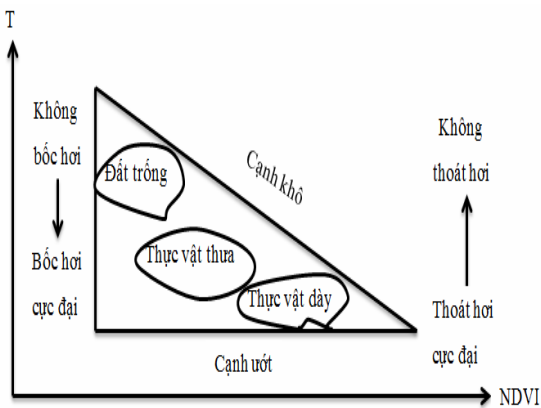 T
Không
bốc hơi
Bốc hơi
cực đại
Đất trống
Thực vật thưa
Thực vật dày
Cạnh khô
Cạnh ướt
Không
thoát hơi
Thoát hơi
cực đại
NDVI